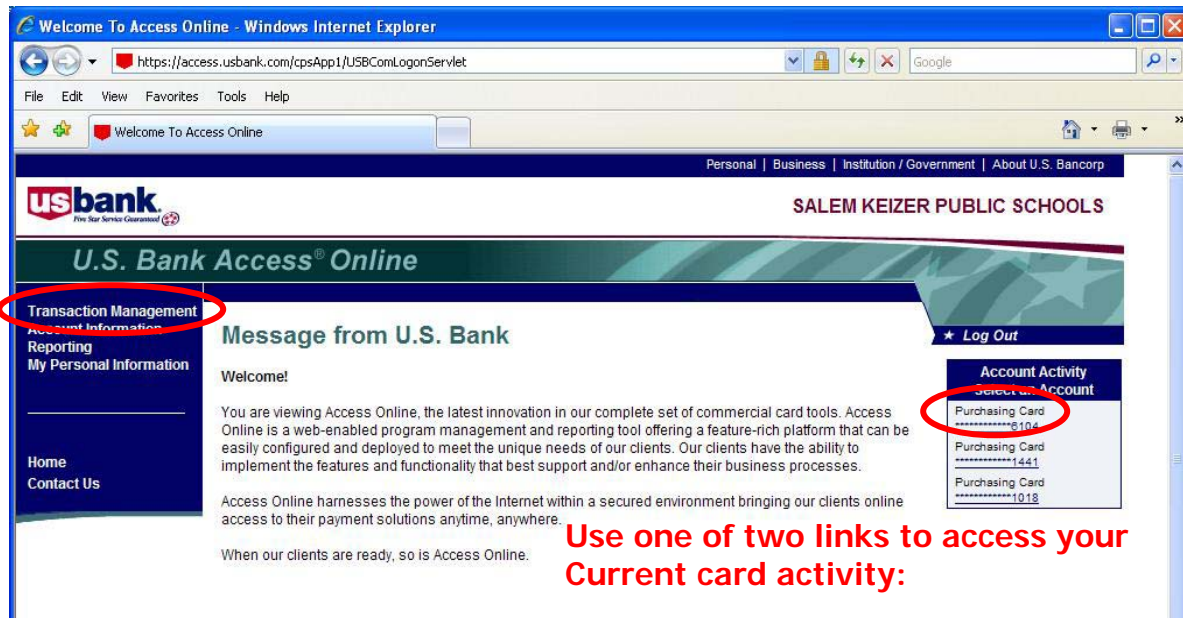 Welcome To Access Online - Windows Internet Explorer
https://access.usbank.com/cpsApp1/USBComLogonServlet
Google
File Edit View Favorites Tools Help
Welcome To Access Online
Personal | Business | Institution / Government | About U.S. Bancorp
usbank.
Five Star Service Guaranteed
SALEM KEIZER PUBLIC SCHOOLS
U.S. Bank Access® Online
Transaction Management
Account Information
Reporting
My Personal Information
Home
Contact Us
Message from U.S. Bank
Welcome!
You are viewing Access Online, the latest innovation in our complete set of commercial card tools. Access
Online is a web-enabled program management and reporting tool offering a feature-rich platform that can be
easily configured and deployed to meet the unique needs of our clients. Our clients have the ability to
implement the features and functionality that best support and/or enhance their business processes.
Access Online harnesses the power of the Internet within a secured environment bringing our clients online
access to their payment solutions anytime, anywhere.
When our clients are ready, so is Access Online.
Log Out
Account Activity
Select an Account
Purchasing Card
************6104
Purchasing Card
************1441
Purchasing Card
************1018
Use one of two links to access your
Current card activity: